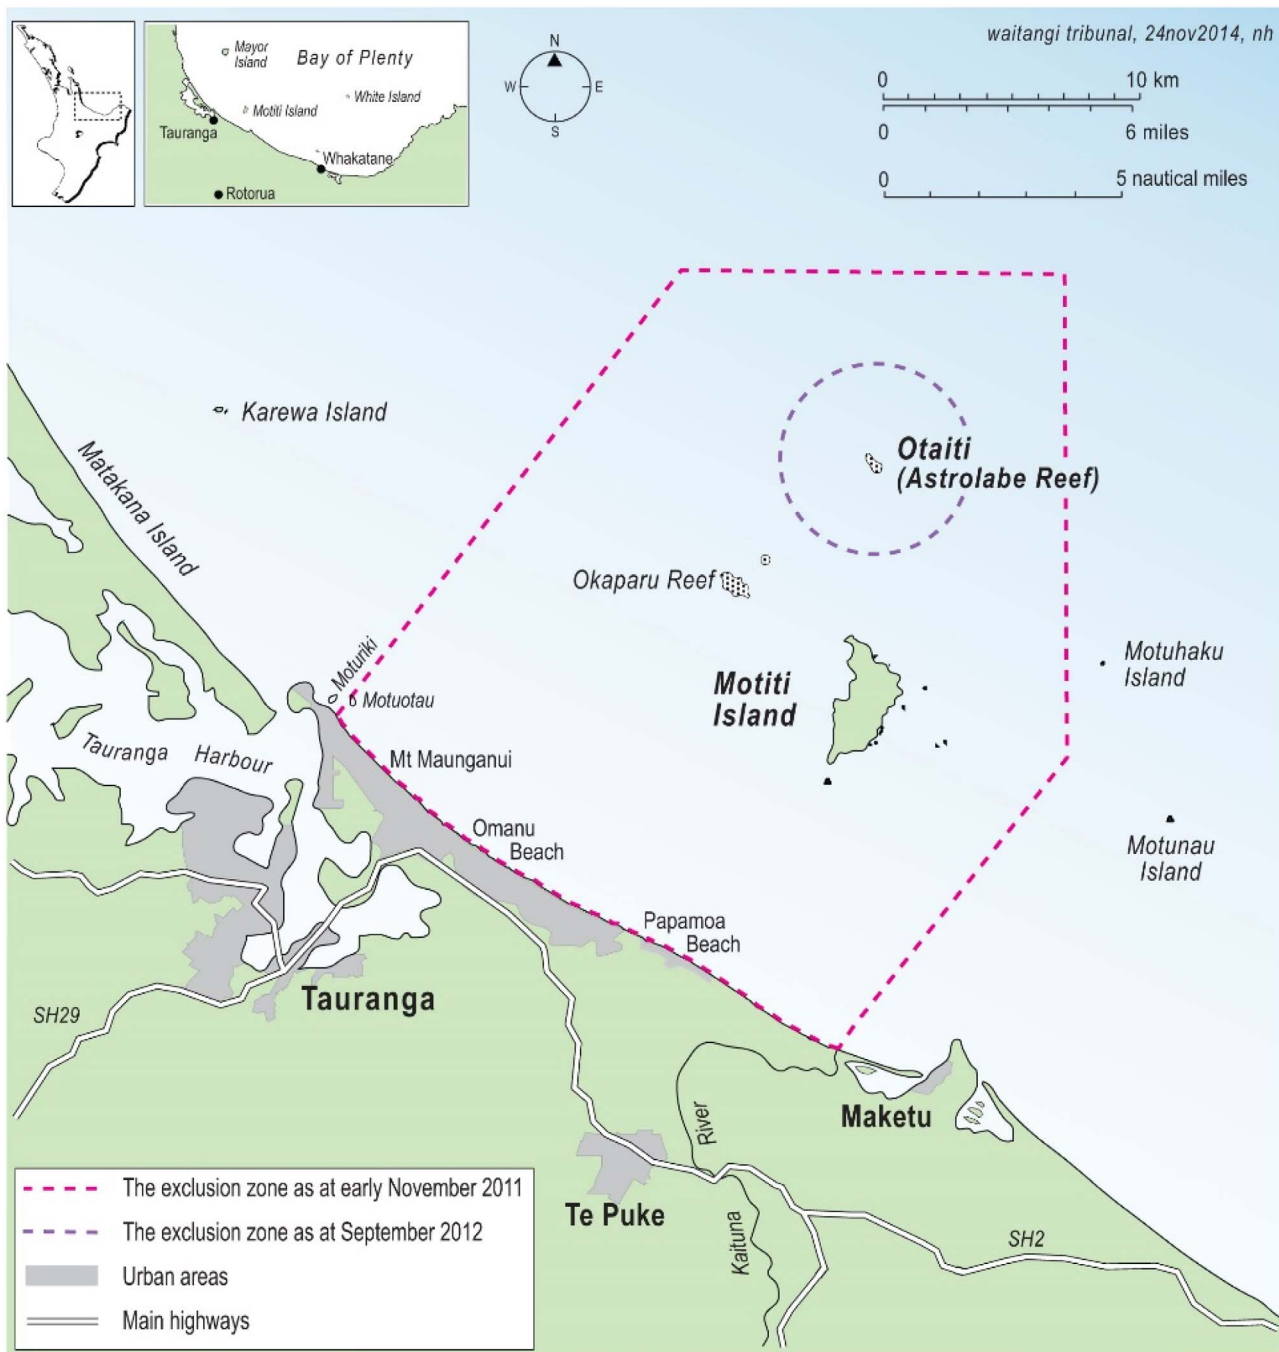 waitangi tribunal, 24nov2014, nh
Mayor
Island
Bay of Plenty
White Island
Motiti Island
Tauranga
Whakatane
Rotorua
N
W
E
S
0 10 km
0 6 miles
0 5 nautical miles
Karewa Island
Matakana Island
Otaiti
(Astrolabe Reef)
Okaparu Reef
Motiti
Island
Motuhaku
Island
Motunau
Island
Moturiki
Motuotau
Tauranga Harbour
Mt Maunganui
Omanu
Beach
Papamoa
Beach
Tauranga
SH29
Maketu
River
Kaituna
Te Puke
SH2
The exclusion zone as at early November 2011
The exclusion zone as at September 2012
Urban areas
Main highways